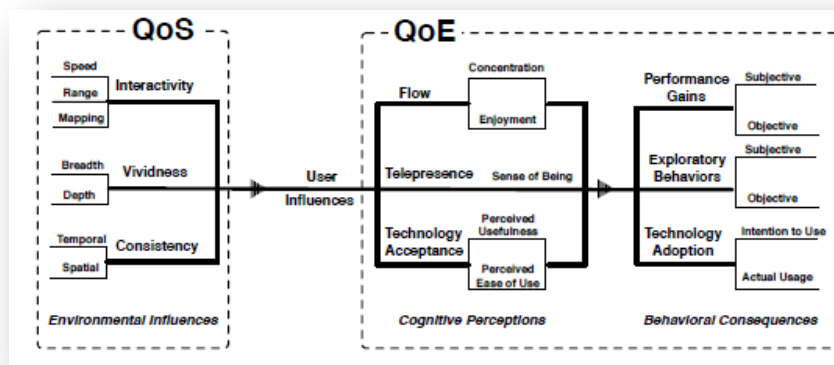 QoS
Speed
Range
Mapping
Interactivity
Breadth
Depth
Vividness
Temporal
Spatial
Consistency
Environmental Influences
User
Influences
QoE
Flow
Concentration
Enjoyment
Telepresence
Sense of Being
Technology
Acceptance
Perceived
Usefulness
Perceived
Ease of Use
Cognitive Perceptions
Performance
Gains
Subjective
Objective
Exploratory
Behaviors
Subjective
Objective
Technology
Adoption
Intention to Use
Actual Usage
Behavioral Consequences